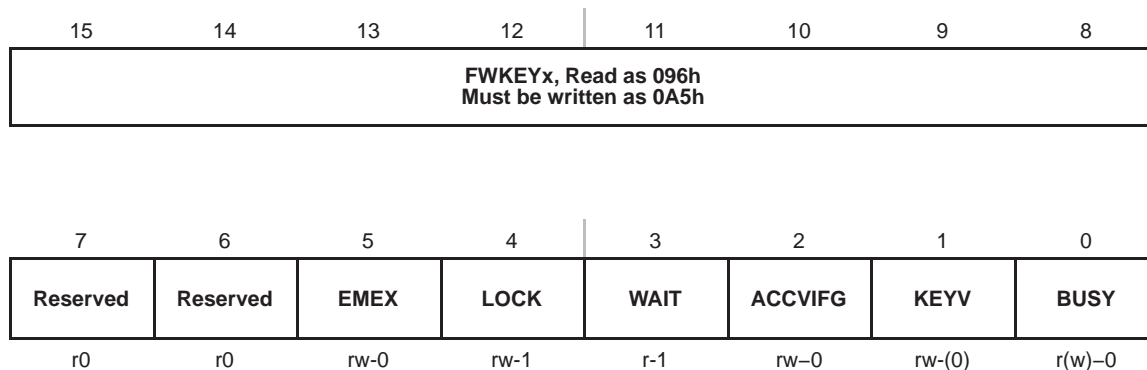 15 14 13 12 11 10 9 8
FWKEYx, Read as 096h
Must be written as 0A5h
7 6 5 4 3 2 1 0
Reserved Reserved EMEX LOCK WAIT ACCVIFG KEYV BUSY
r0 r0 rw-0 rw-1 r-1 rw−0 rw-(0) r(w)−0